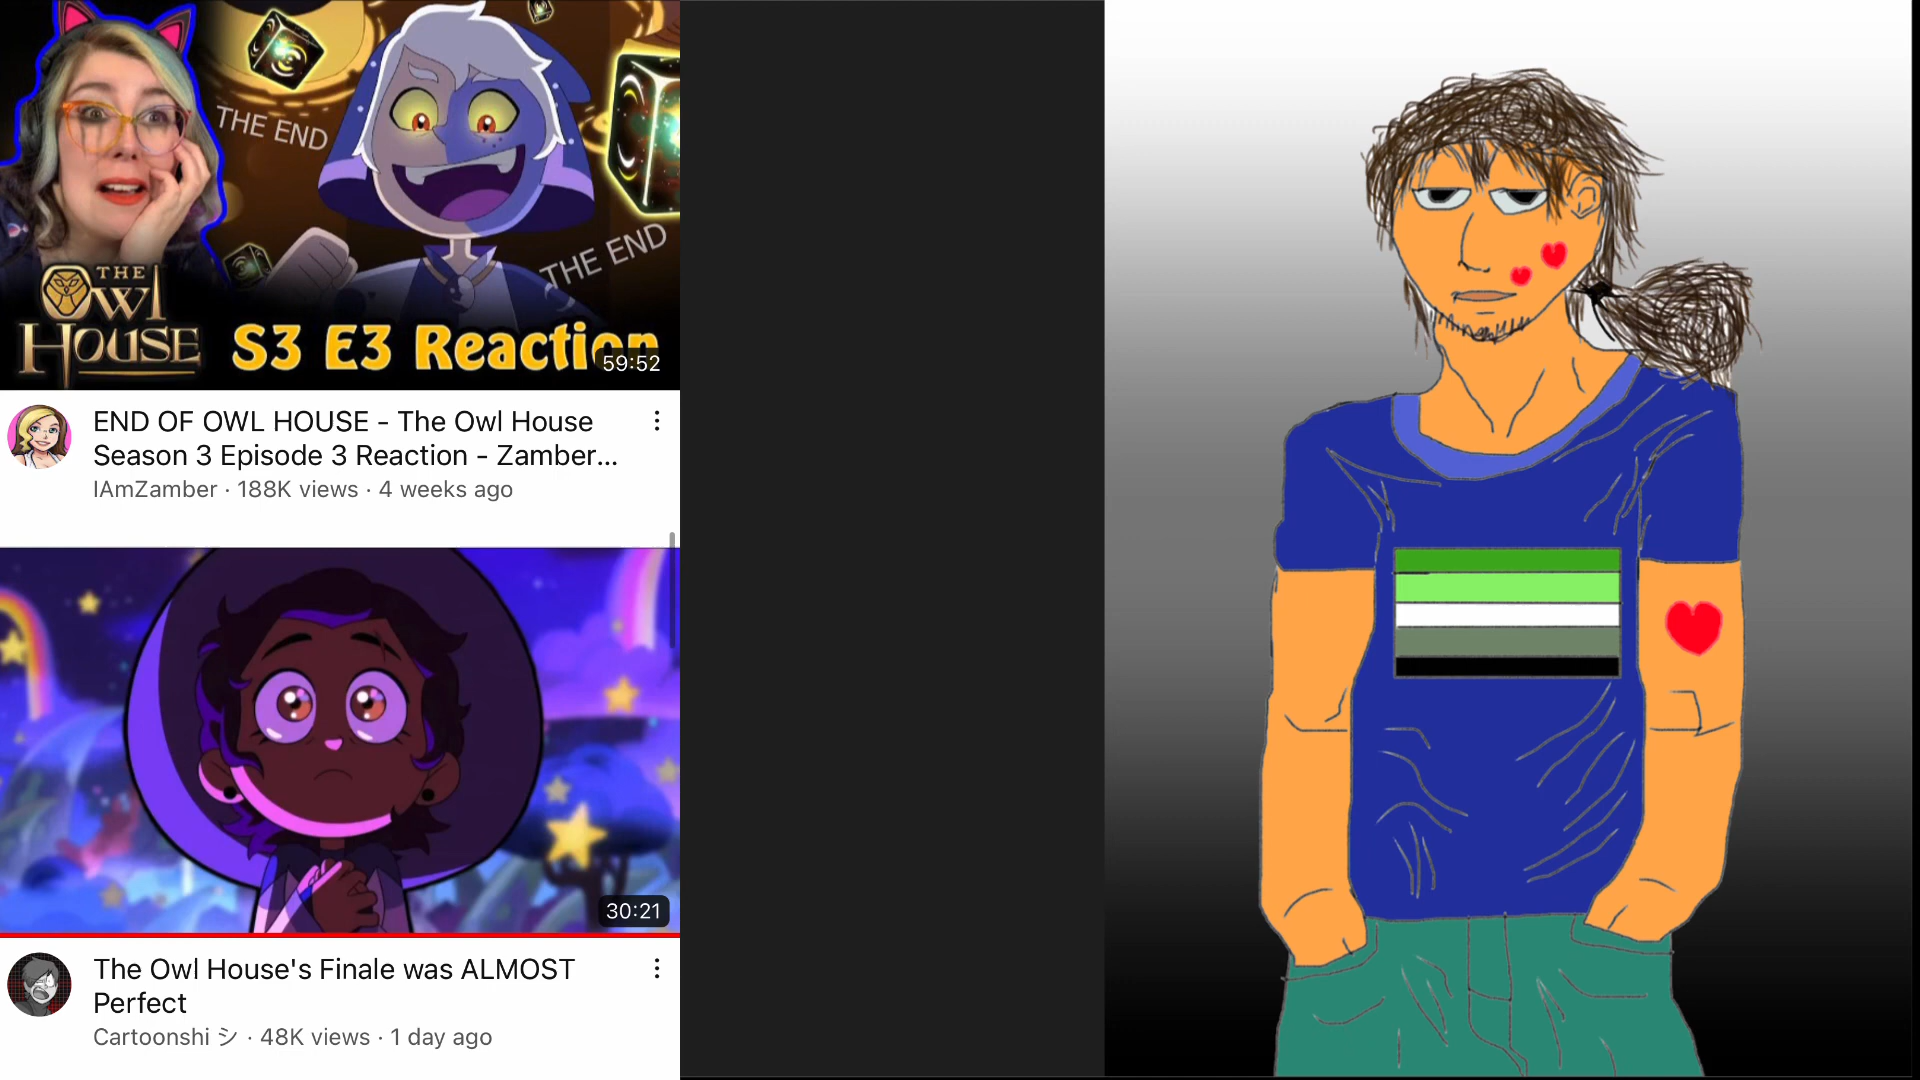 THE END
THE END
THE
OWL
HOUSE
S3 E3 Reaction
59:52
END OF OWL HOUSE - The Owl House
Season 3 Episode 3 Reaction - Zamber...
IAmZamber · 188K views · 4 weeks ago
30:21
The Owl House's Finale was ALMOST
Perfect
Cartoonshi シ · 48K views · 1 day ago